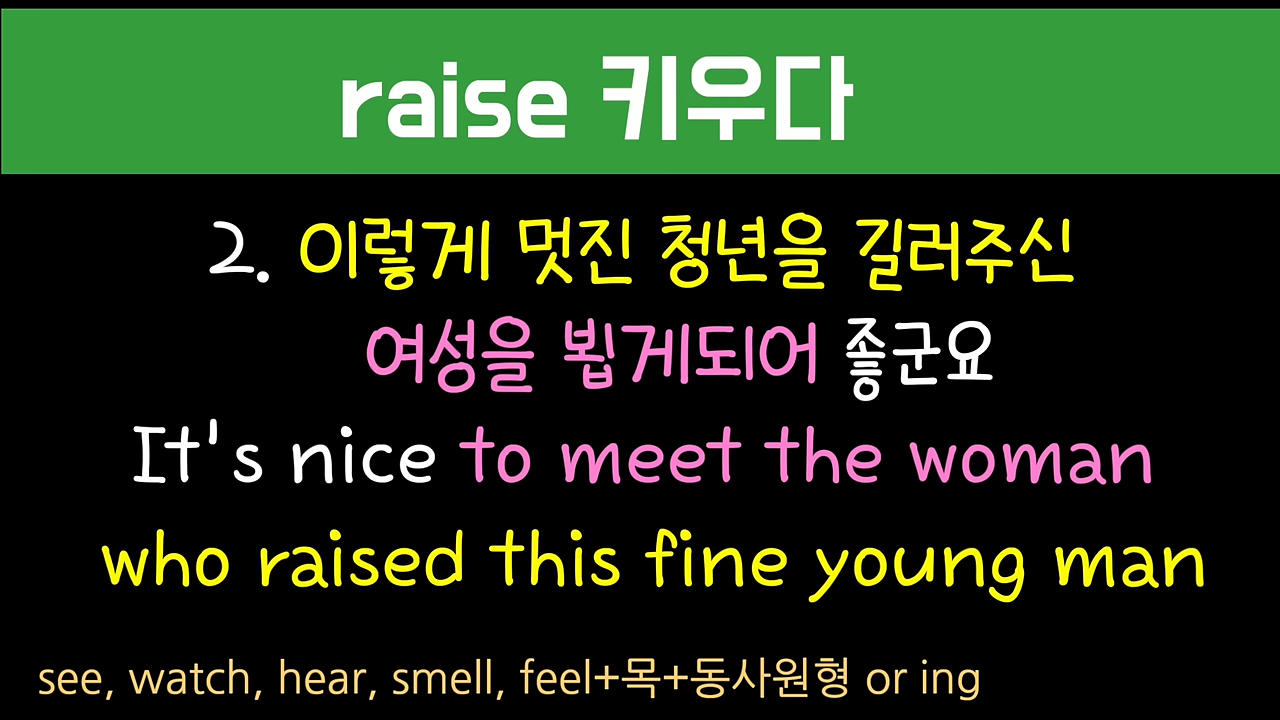 raise 키우다
2. 이렇게 멋진 청년을 길러주신
여성을 뵙게되어 좋군요
It's nice to meet the woman
who raised this fine young man
see, watch, hear, smell, feel+목+동사원형 or ing